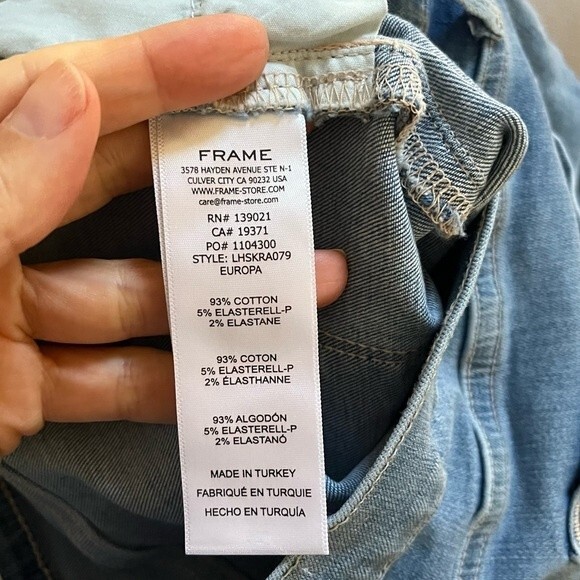 FRAME
3578 HAYDEN AVENUE STE N-1
CULVER CITY CA 90232 USA
WWW.FRAME-STORE.COM
care@frame-store.com
RN# 139021
CA# 19371
PO# 1104300
STYLE: LHSKRA079
EUROPA
93% COTTON
5% ELASTERELL-P
2% ELASTANE
93% COTON
5% ELASTERELL-P
2% ÉLASTHANNE
93% ALGODÓN
5% ELASTERELL-P
2% ELASTANÓ
MADE IN TURKEY
FABRIQUÉ EN TURQUIE
HECHO EN TURQUÍA